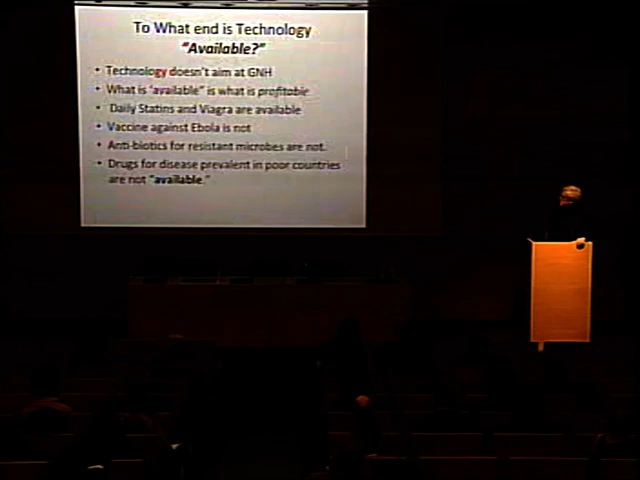 To What end is Technology
"Available?"
• Technology doesn't aim at GNH
• What is "available" is what is profitable
• Daily Statins and Viagra are available
• Vaccine against Ebola is not
• Anti-biotics for resistant microbes are not.
• Drugs for disease prevalent in poor countries
are not "available."